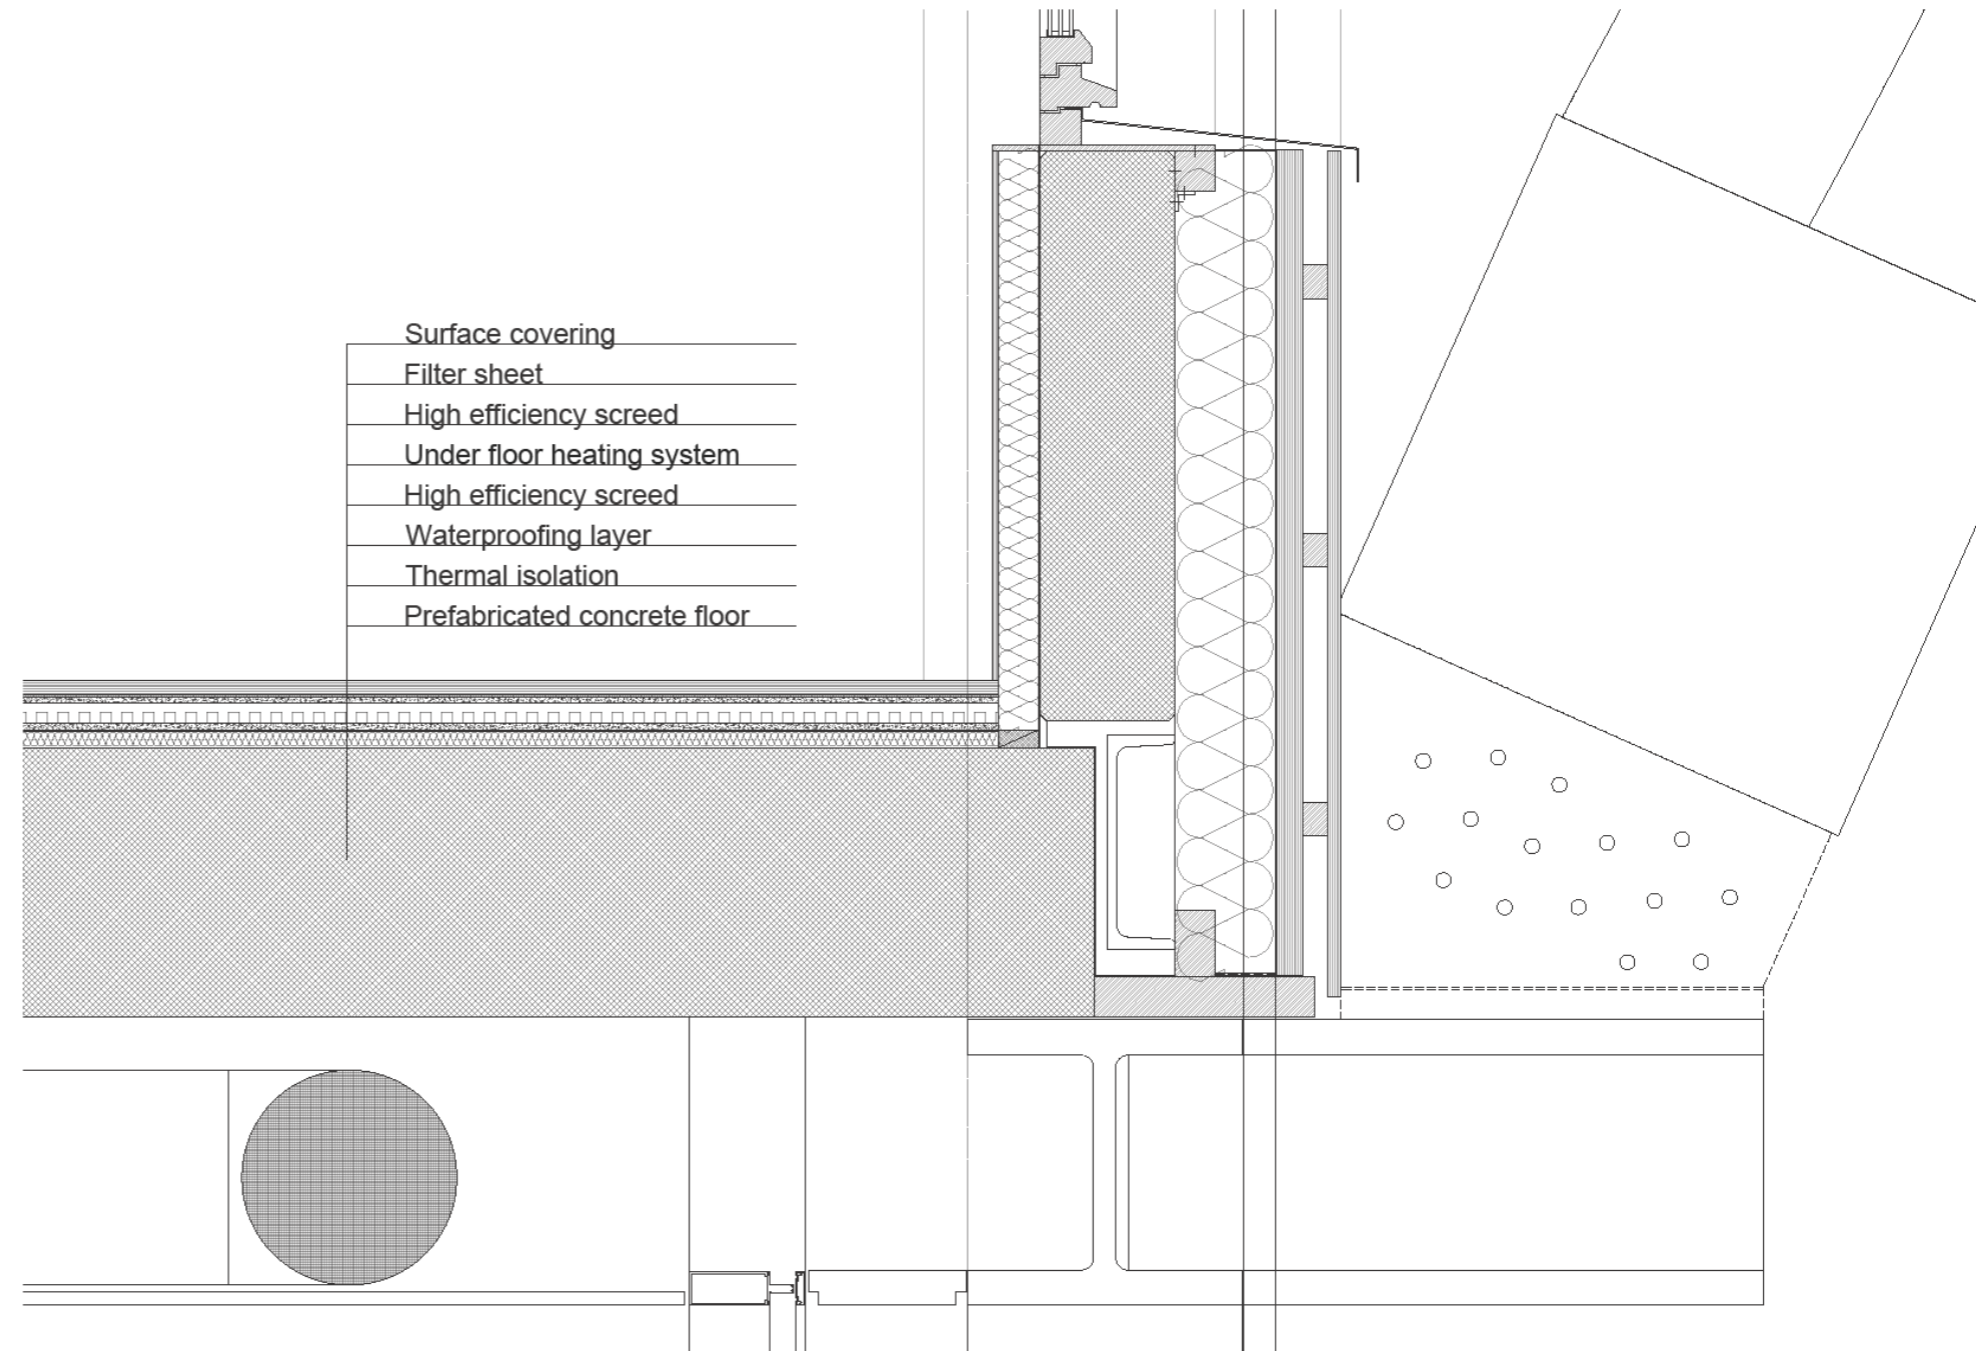 Surface covering
Filter sheet
High efficiency screed
Under floor heating system
High efficiency screed
Waterproofing layer
Thermal isolation
Prefabricated concrete floor